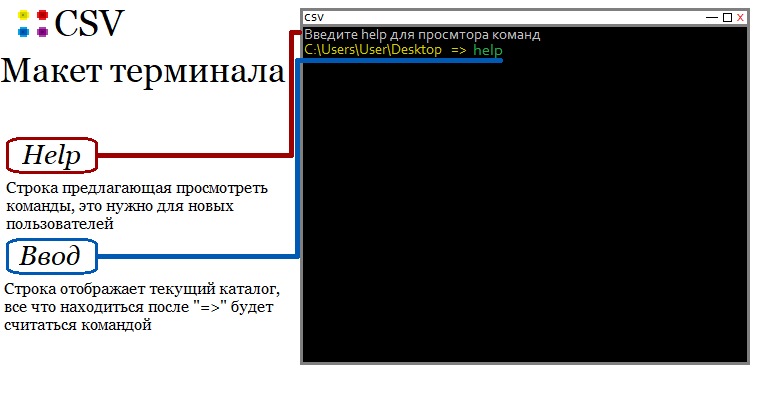 CSV
Макет терминала
Help
Строка предлагающая просмотреть
команды, это нужно для новых
пользователей
Ввод
Строка отображает текущий каталог,
все что находиться после "=>" будет
считаться командой
CSV
Введите help для просмтора команд
C:\Users\User\Desktop => help